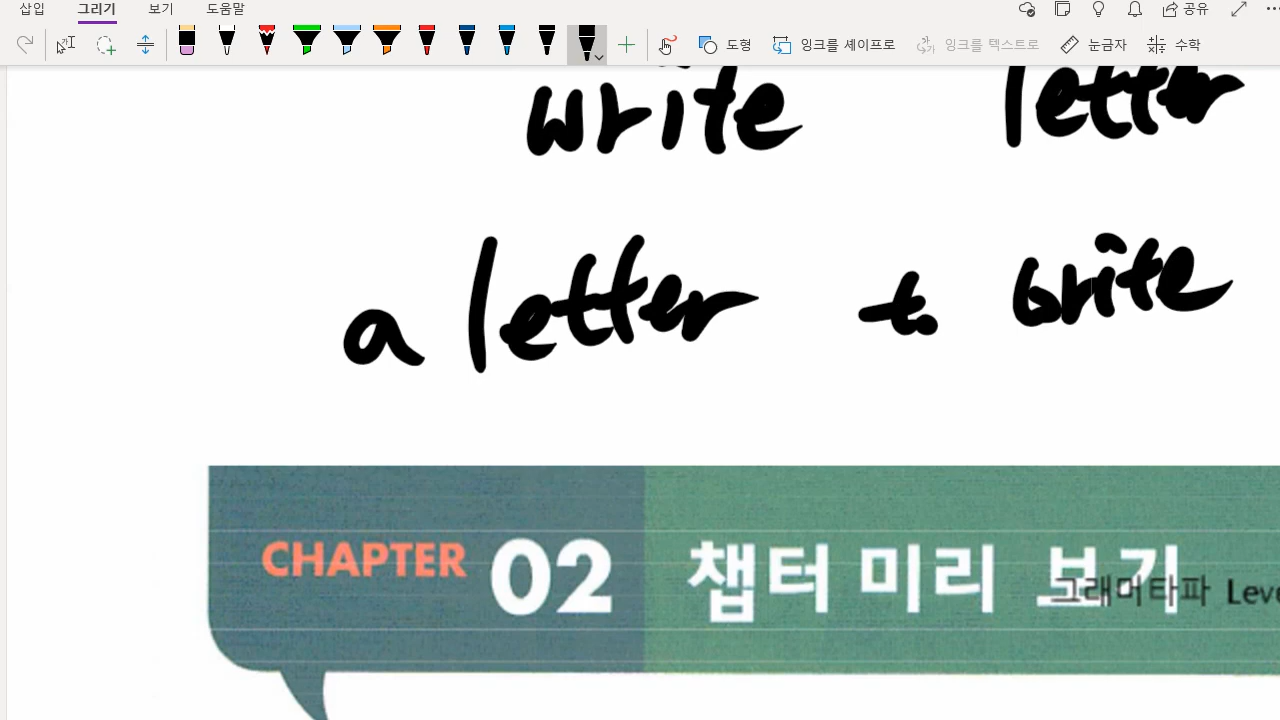 삽입 그리기 보기 도움말 공유
도형 잉크를 셰이프로 잉크를 텍스트로 눈금자 수학
write letter
a letter to write
CHAPTER 02 챕터 미리 보기
그래머타파 Leve